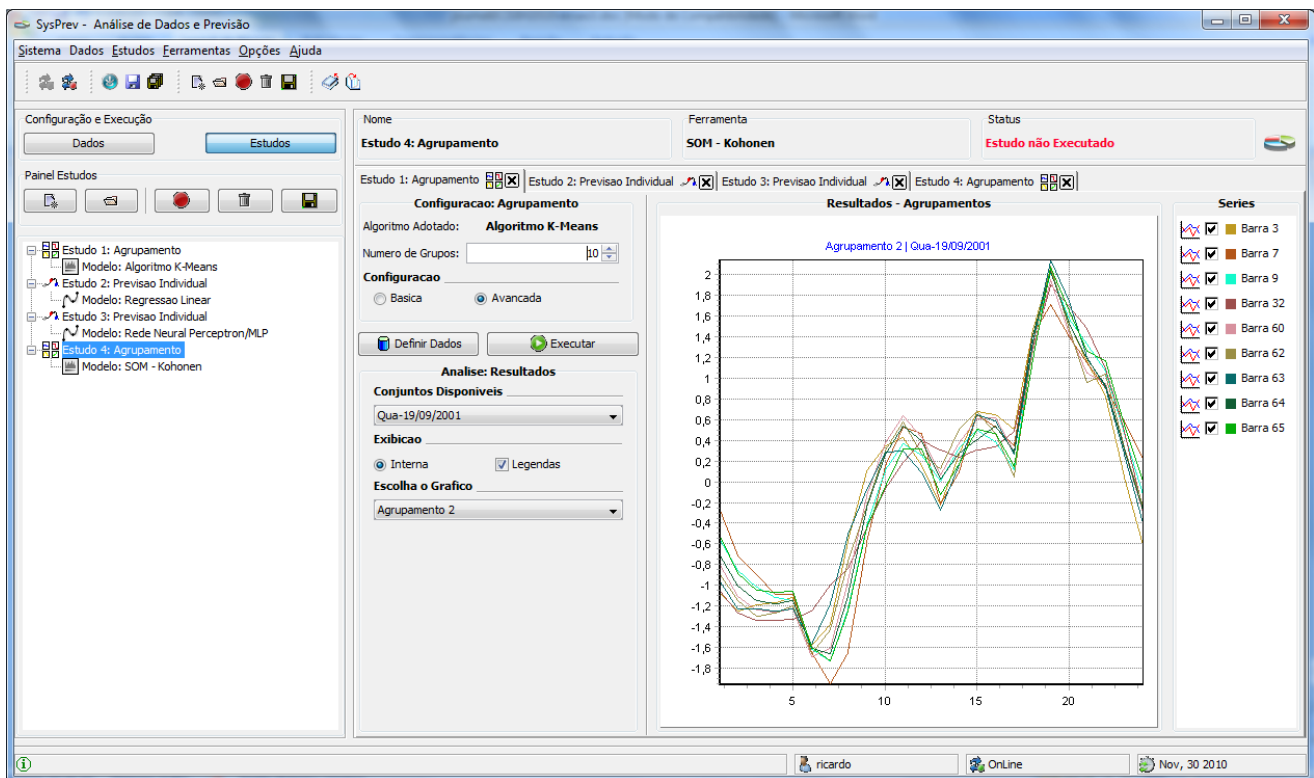 SysPrev - Análise de Dados e Previsão
Sistema Dados Estudos Ferramentas Opções Ajuda
Configuração e Execução
Dados
Estudos
Painel Estudos
Estudo 1: Agrupamento
Modelo: Algoritmo K-Means
Estudo 2: Previsao Individual
Modelo: Regressao Linear
Estudo 3: Previsao Individual
Modelo: Rede Neural Perceptron/MLP
Estudo 4: Agrupamento
Modelo: SOM - Kohonen
Nome
Estudo 4: Agrupamento
Ferramenta
SOM - Kohonen
Status
Estudo não Executado
Estudo 1: Agrupamento
Estudo 2: Previsao Individual
Estudo 3: Previsao Individual
Estudo 4: Agrupamento
Configuracao: Agrupamento
Algoritmo Adotado: Algoritmo K-Means
Numero de Grupos: 10
Configuracao
Basica
Avancada
Definir Dados
Executar
Analise: Resultados
Conjuntos Disponiveis
Qua-19/09/2001
Exibicao
Interna
Legendas
Escolha o Grafico
Agrupamento 2
Resultados - Agrupamentos
Agrupamento 2 | Qua-19/09/2001
2
1,8
1,6
1,4
1,2
1
0,8
0,6
0,4
0,2
0
-0,2
-0,4
-0,6
-0,8
-1
-1,2
-1,4
-1,6
-1,8
5 10 15 20
Series
Barra 3
Barra 7
Barra 9
Barra 32
Barra 60
Barra 62
Barra 63
Barra 64
Barra 65
ricardo
OnLine
Nov, 30 2010